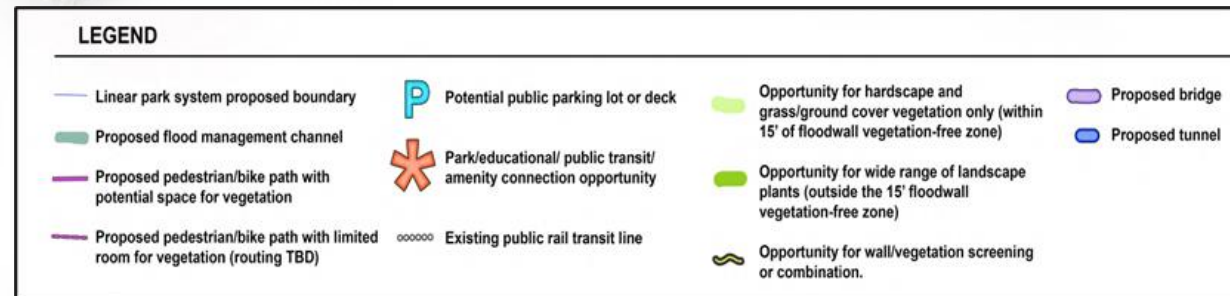 LEGEND
Linear park system proposed boundary
Proposed flood management channel
Proposed pedestrian/bike path with
potential space for vegetation
Proposed pedestrian/bike path with limited
room for vegetation (routing TBD)
P
Potential public parking lot or deck
Park/educational/ public transit/
amenity connection opportunity
Existing public rail transit line
Opportunity for hardscape and
grass/ground cover vegetation only (within
15' of floodwall vegetation-free zone)
Opportunity for wide range of landscape
plants (outside the 15' floodwall
vegetation-free zone)
Opportunity for wall/vegetation screening
or combination.
Proposed bridge
Proposed tunnel